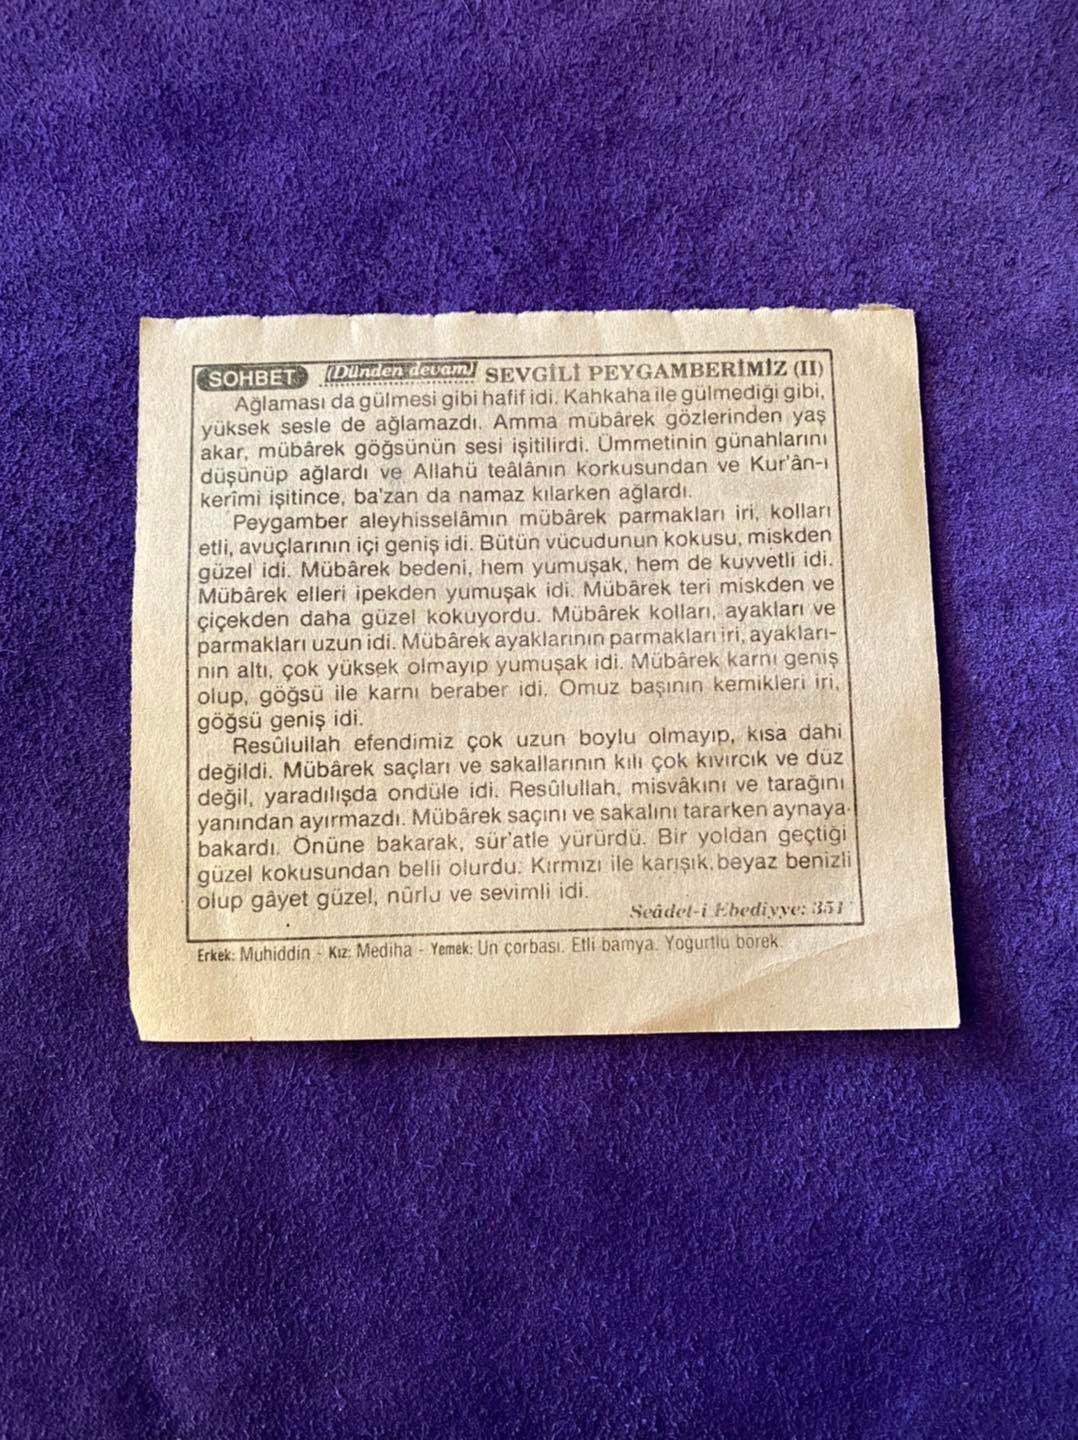 SOHBET (Dünden devam) SEVGİLİ PEYGAMBERİMİZ (II)
Ağlaması da gülmesi gibi hafif idi. Kahkaha ile gülmediği gibi,
yüksek sesle de ağlamazdı. Amma mübârek gözlerinden yaş
akar, mübârek göğsünün sesi işitilirdi. Ümmetinin günahlarını
düşünüp ağlardı ve Allahü teâlânın korkusundan ve Kur'ân-ı
kerîmi işitince, ba'zan da namaz kılarken ağlardı.
Peygamber aleyhisselâmın mübârek parmakları iri, kolları
etli, avuçlarının içi geniş idi. Bütün vücudunun kokusu, miskden
güzel idi. Mübârek bedeni, hem yumuşak, hem de kuvvetli idi.
Mübârek elleri ipekden yumuşak idi. Mübârek teri miskden ve
çiçekden daha güzel kokuyordu. Mübârek kolları, ayakları ve
parmakları uzun idi. Mübârek ayaklarının parmakları iri, ayakları-
nın altı, çok yüksek olmayıp yumuşak idi. Mübârek karnı geniş
olup, göğsü ile karnı beraber idi. Omuz başının kemikleri iri,
göğsü geniş idi.
Resûlullah efendimiz çok uzun boylu olmayıp, kısa dahi
değildi. Mübârek saçları ve sakallarının kılı çok kıvırcık ve düz
değil, yaradılışda ondüle idi. Resûlullah, misvâkını ve tarağını
yanından ayırmazdı. Mübârek saçını ve sakalını tararken aynaya
bakardı. Önüne bakarak, sür'atle yürürdü. Bir yoldan geçtiği
güzel kokusundan belli olurdu. Kırmızı ile karışık, beyaz benizli
olup gâyet güzel, nûrlu ve sevimli idi.
Seâdet-i Ebediyye: 351
Erkek: Muhiddin - Kız: Mediha - Yemek: Un çorbası. Etli bamya. Yoğurtlu börek.